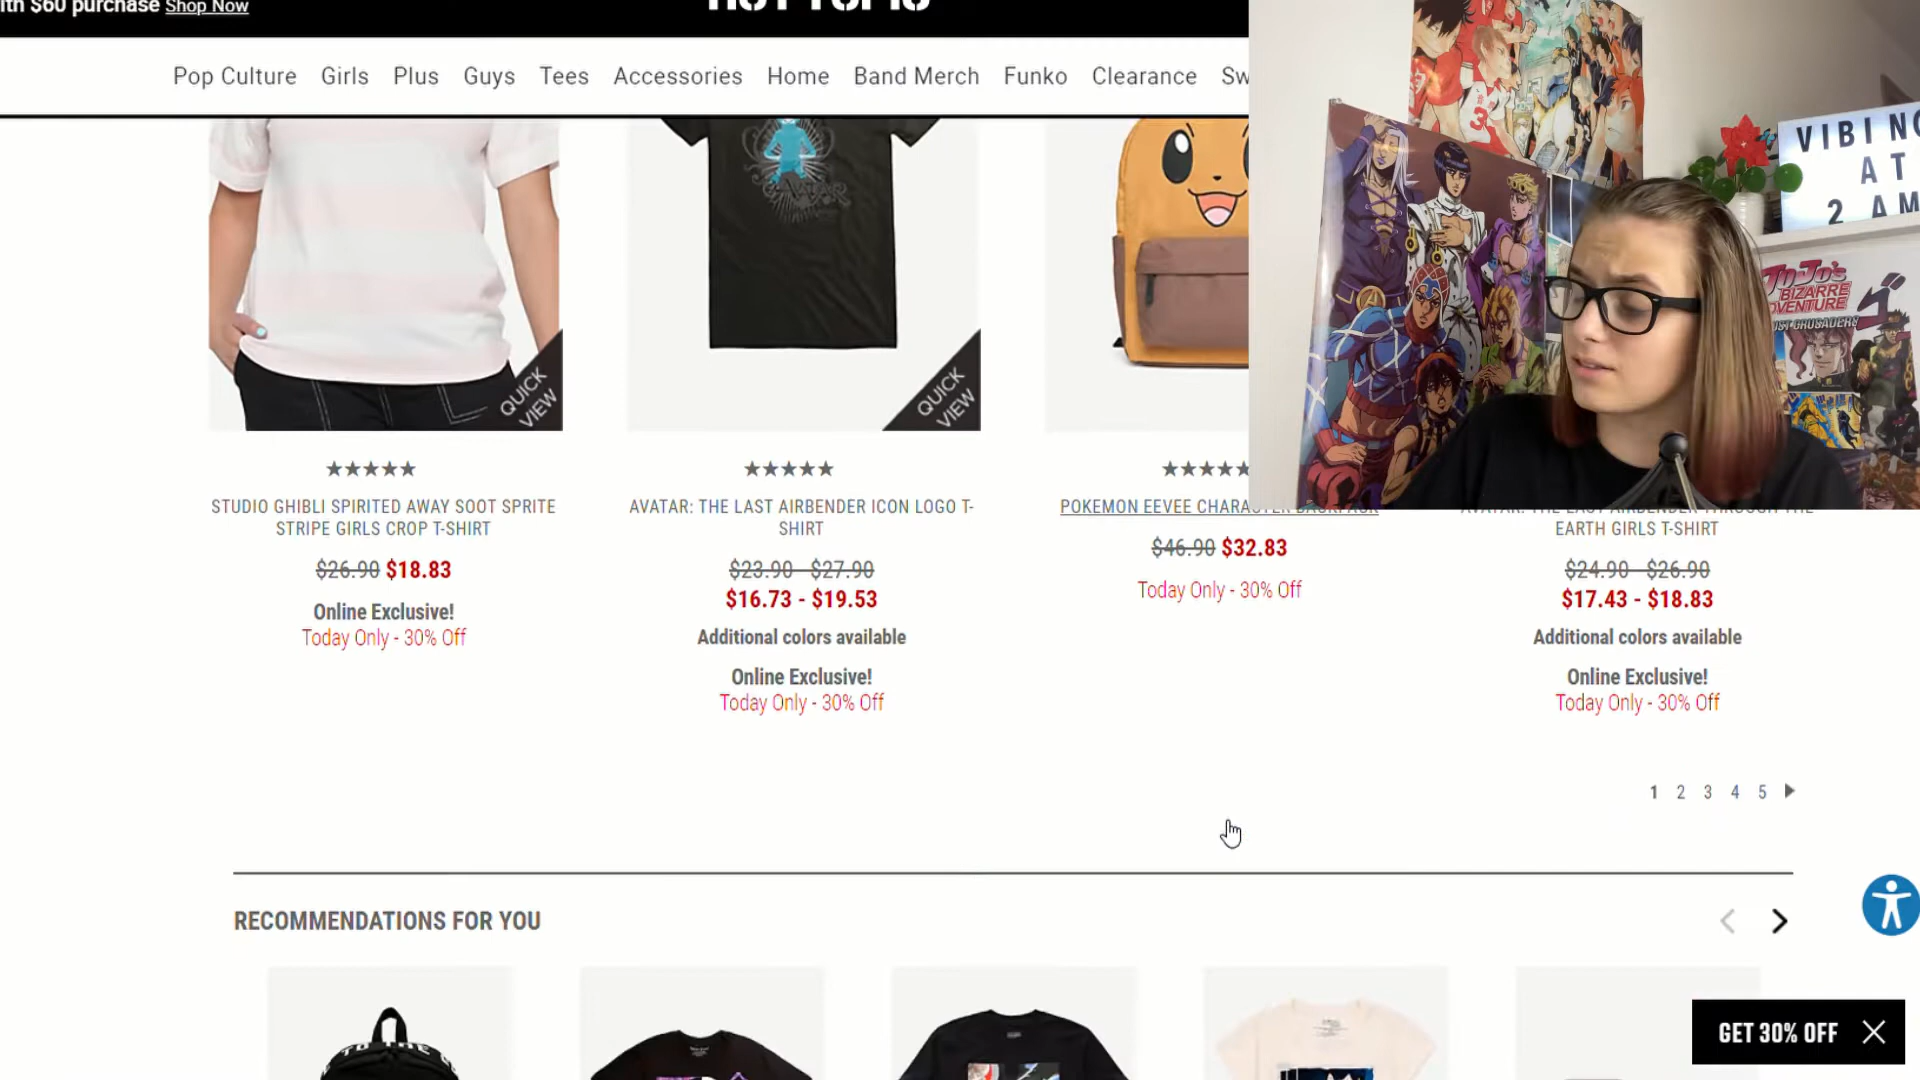 ith $60 purchase Shop Now
HOT TOPIC
Pop Culture Girls Plus Guys Tees Accessories Home Band Merch Funko Clearance Sw
VIBING
AT
2 AM
JoJo's
BIZARRE
ADVENTURE
AVATAR
QUICK
VIEW
QUICK
VIEW
★★★★★
★★★★★
★★★★★
STUDIO GHIBLI SPIRITED AWAY SOOT SPRITE
STRIPE GIRLS CROP T-SHIRT
$26.90 $18.83
Online Exclusive!
Today Only - 30% Off
AVATAR: THE LAST AIRBENDER ICON LOGO T-
SHIRT
$23.90 - $27.90
$16.73 - $19.53
Additional colors available
Online Exclusive!
Today Only - 30% Off
POKEMON EEVEE CHARACTER BACKPACK
$46.90 $32.83
Today Only - 30% Off
AVATAR: THE LAST AIRBENDER THROUGH THE
EARTH GIRLS T-SHIRT
$24.90 - $26.90
$17.43 - $18.83
Additional colors available
Online Exclusive!
Today Only - 30% Off
1 2 3 4 5
RECOMMENDATIONS FOR YOU
GET 30% OFF